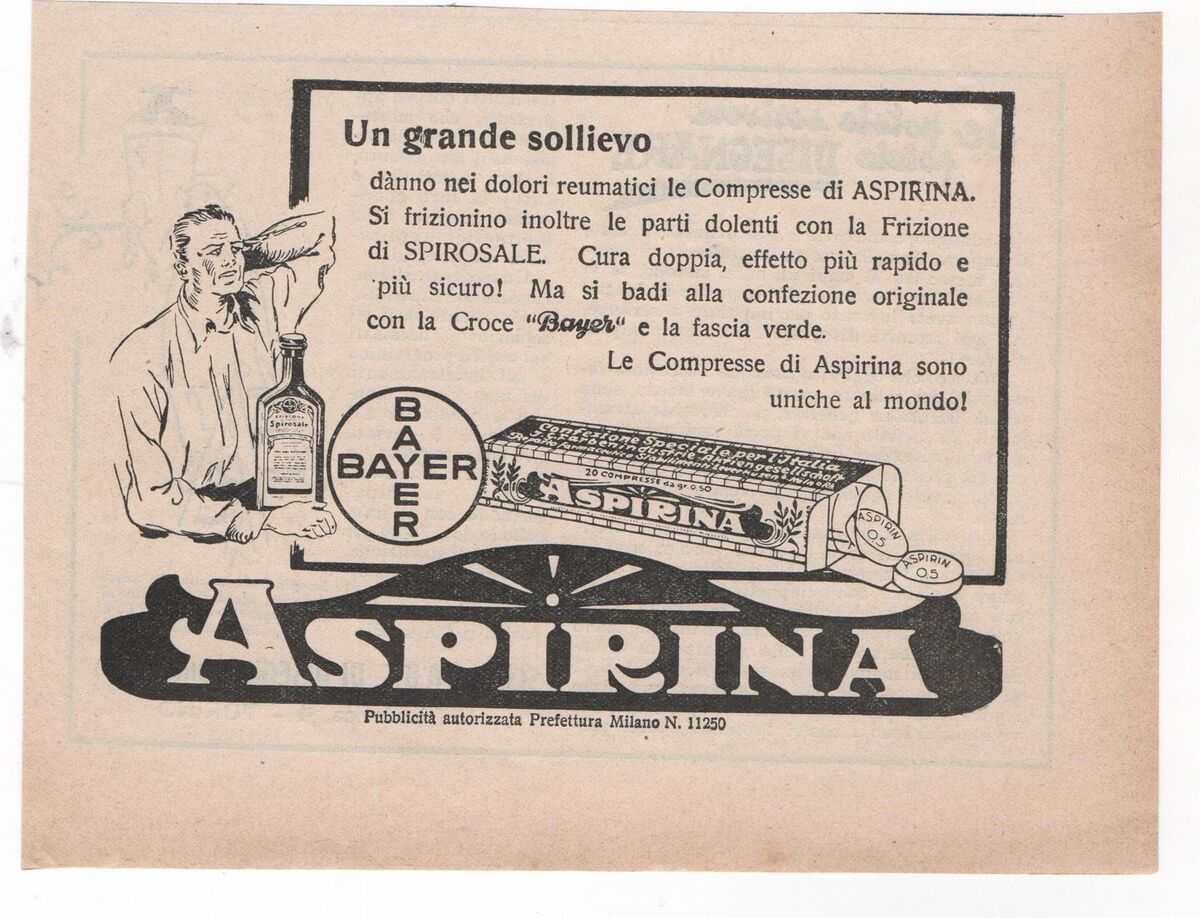 Un grande sollievo
dànno nei dolori reumatici le Compresse di ASPIRINA.
Si frizionino inoltre le parti dolenti con la Frizione
di SPIROSALE. Cura doppia, effetto più rapido e
più sicuro! Ma si badi alla confezione originale
con la Croce "Bayer" e la fascia verde.
Le Compresse di Aspirina sono
uniche al mondo!
Spirosale
BAYER
BAYER
Confezione Speciale per l'Italia
20 COMPRESSE da gr. 0.50
ASPIRINA
ASPIRIN
0.5
ASPIRIN
0.5
ASPIRINA
Pubblicità autorizzata Prefettura Milano N. 11250